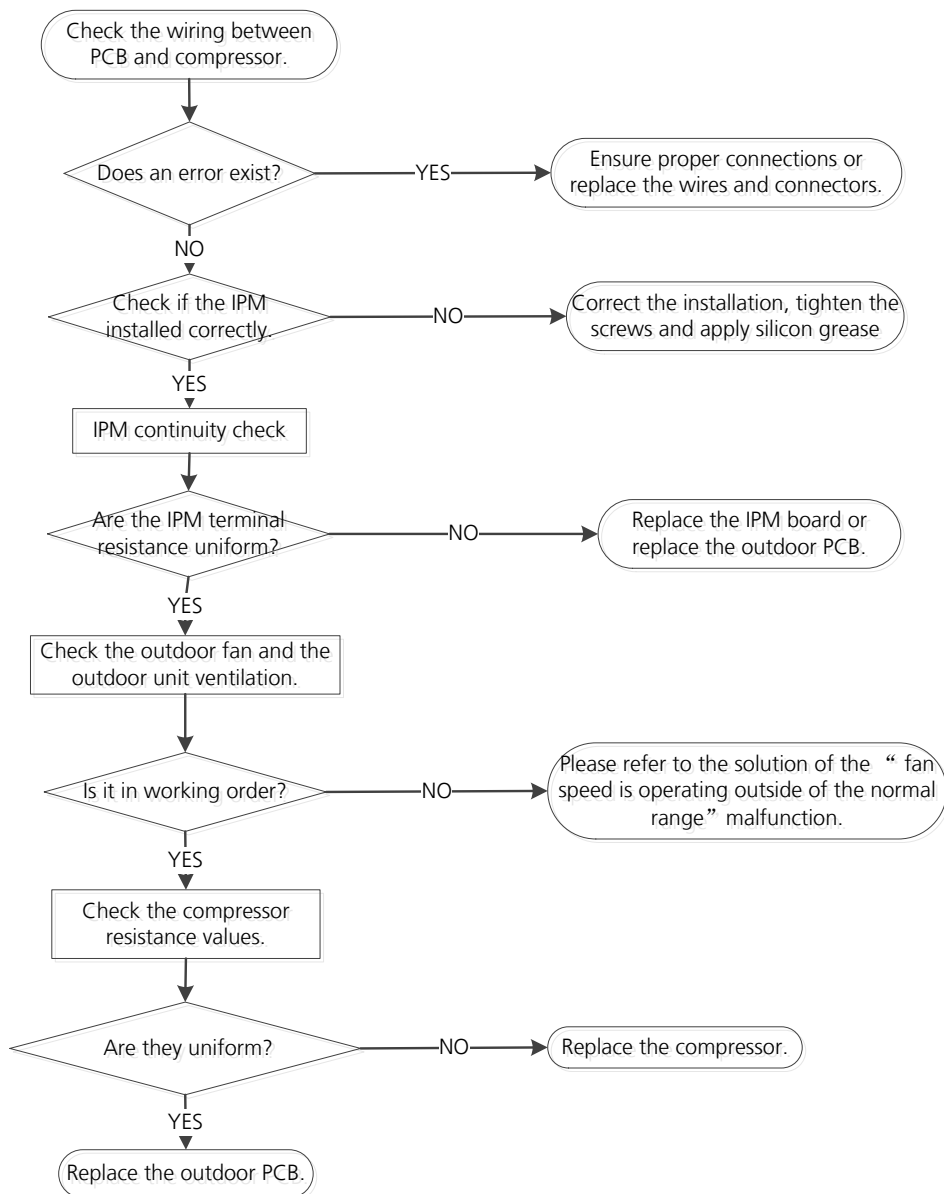 Check the wiring between
PCB and compressor.
Does an error exist?
YES
Ensure proper connections or
replace the wires and connectors.
NO
Check if the IPM
installed correctly.
NO
Correct the installation, tighten the
screws and apply silicon grease
YES
IPM continuity check
Are the IPM terminal
resistance uniform?
NO
Replace the IPM board or
replace the outdoor PCB.
YES
Check the outdoor fan and the
outdoor unit ventilation.
Is it in working order?
NO
Please refer to the solution of the “ fan
speed is operating outside of the normal
range” malfunction.
YES
Check the compressor
resistance values.
Are they uniform?
NO
Replace the compressor.
YES
Replace the outdoor PCB.